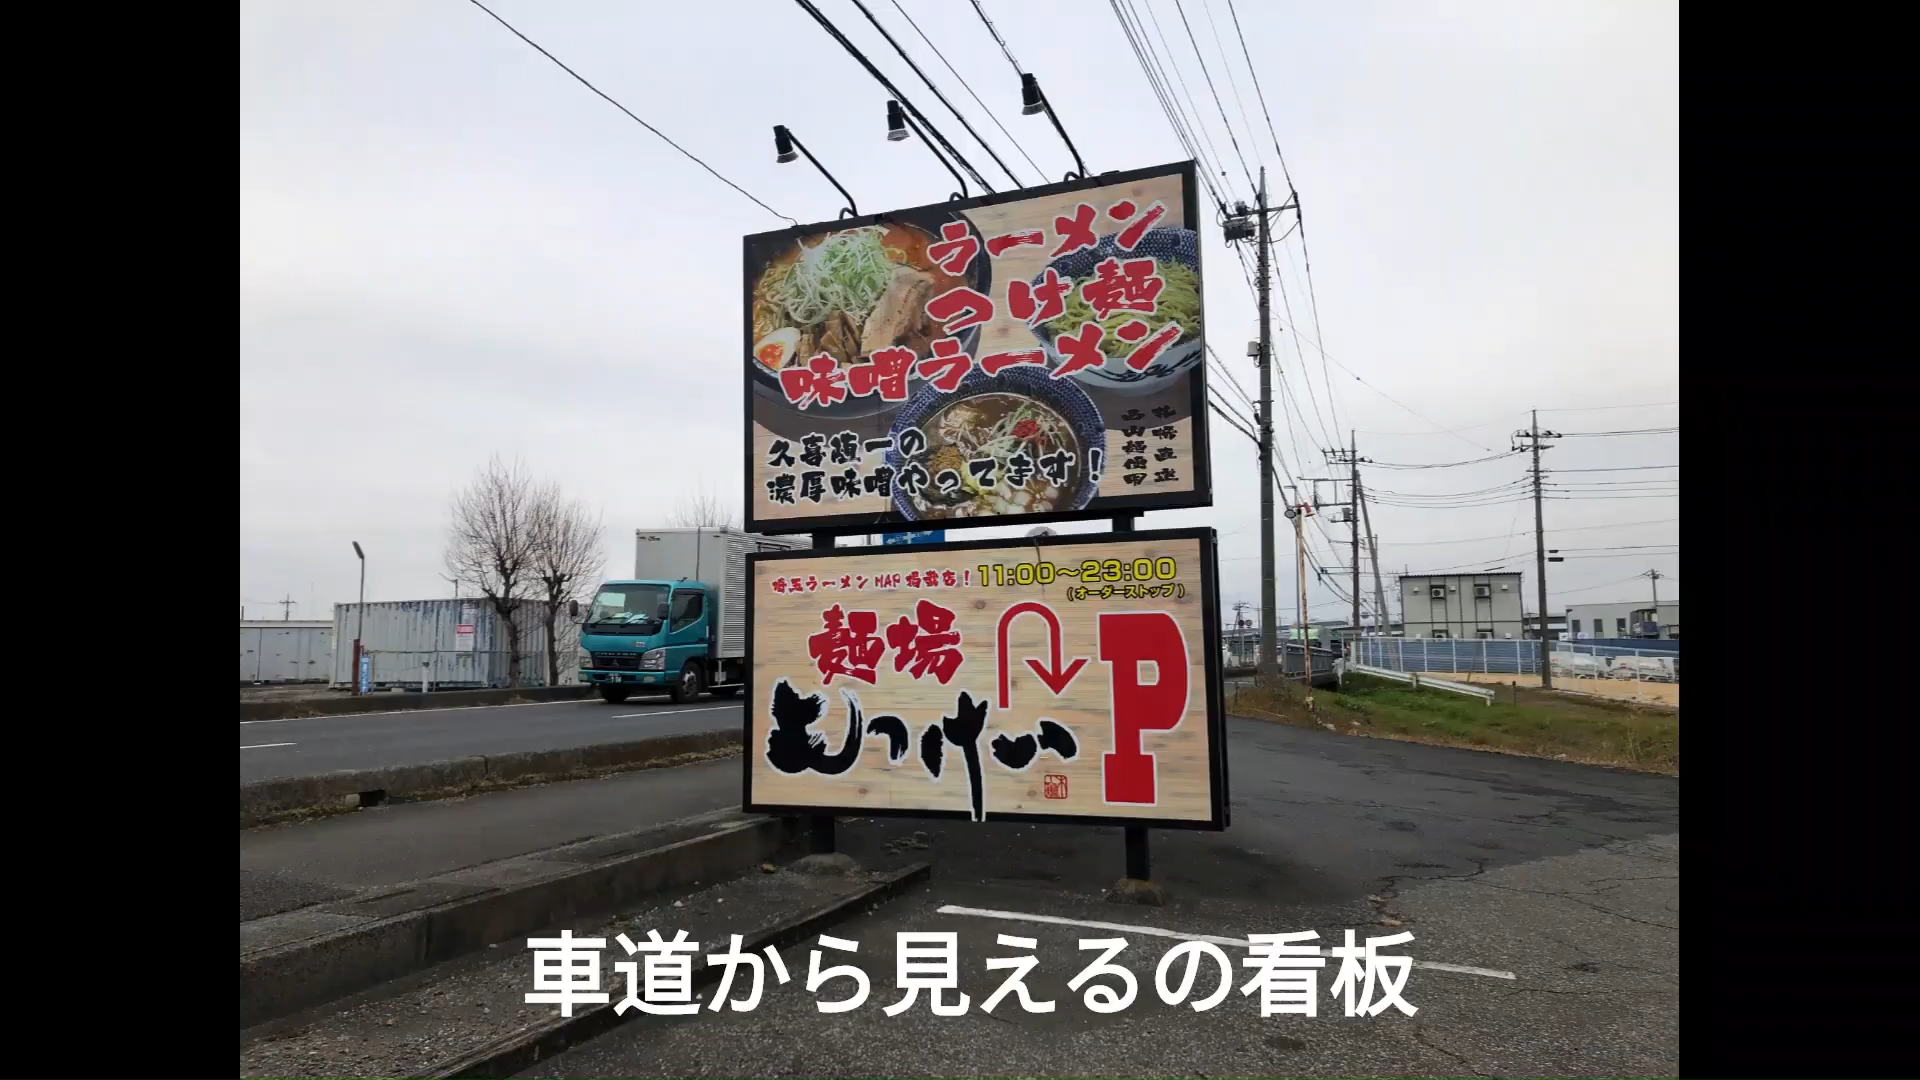 ラーメン
つけ麺
味噌ラーメン
久喜随一の
濃厚味噌やってます！
札幌直送
西山麺使用
埼玉ラーメンMAP掲載店！
11:00～23:00
(オーダーストップ)
麺場
もっけい
P
車道から見えるの看板